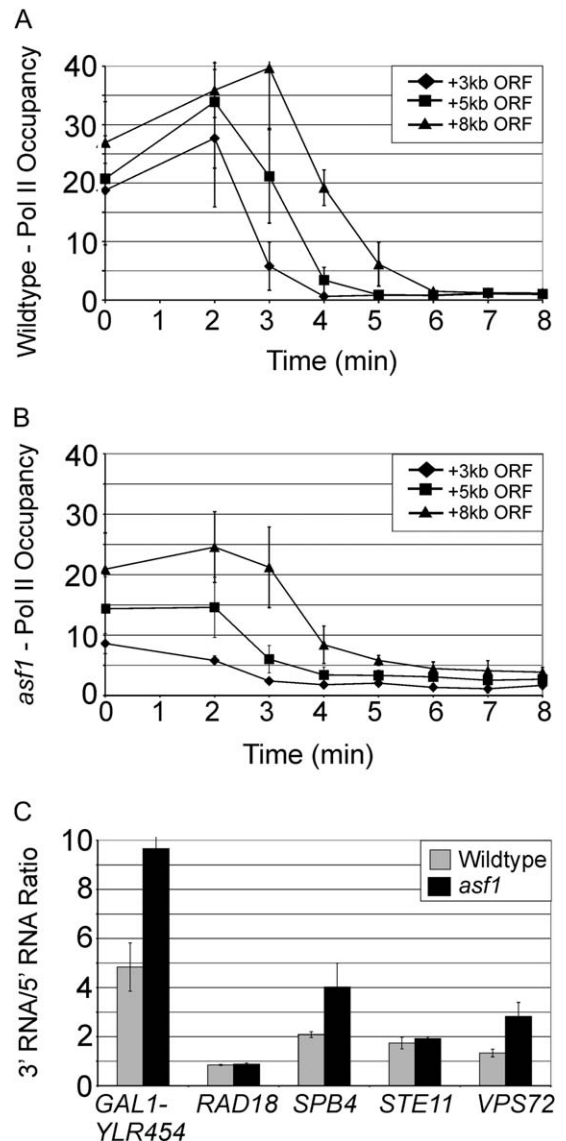 A
Wildtype - Pol II Occupancy
40
30
20
10
0
+3kb ORF
+5kb ORF
+8kb ORF
0 1 2 3 4 5 6 7 8
Time (min)
B
asf1 - Pol II Occupancy
40
30
20
10
0
+3kb ORF
+5kb ORF
+8kb ORF
0 2 3 4 5 6 7 8
Time (min)
C
3' RNA/5' RNA Ratio
10
8
6
4
2
0
Wildtype
asf1
GAL1- RAD18 SPB4 STE11 VPS72
YLR454